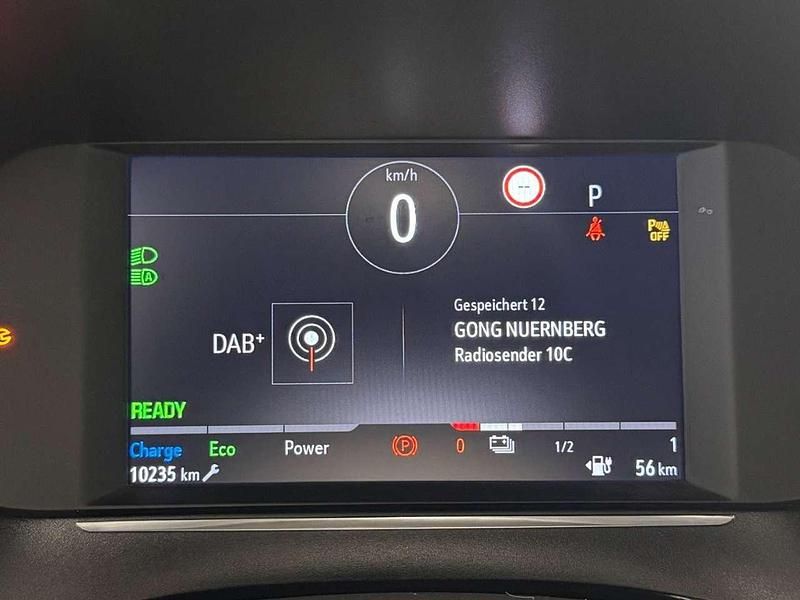 km/h
0
--
P
OFF
A
Gespeichert 12
DAB+
GONG NUERNBERG
Radiosender 10C
READY
Charge Eco Power P 0 1/2 1
10235 km 56 km